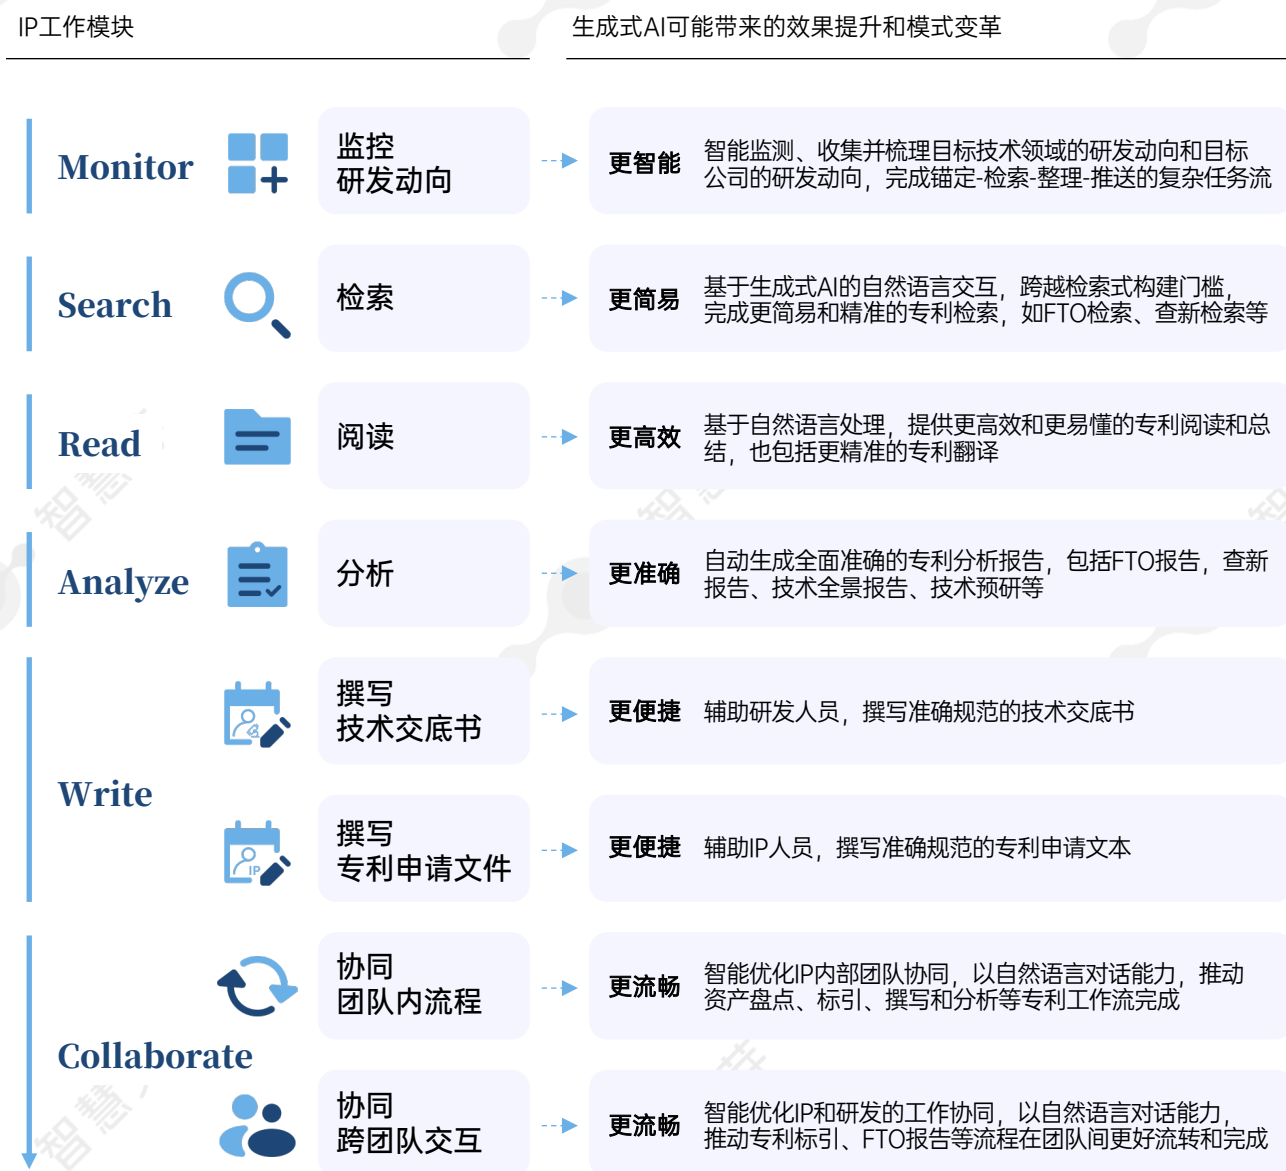 IP工作模块
生成式AI可能带来的效果提升和模式变革
Monitor
监控
研发动向
更智能
智能监测、收集并梳理目标技术领域的研发动向和目标
公司的研发动向，完成锚定-检索-整理-推送的复杂任务流
Search
检索
更简易
基于生成式AI的自然语言交互，跨越检索式构建门槛，
完成更简易和精准的专利检索，如FTO检索、查新检索等
Read
阅读
更高效
基于自然语言处理，提供更高效和更易懂的专利阅读和总
结，也包括更精准的专利翻译
Analyze
分析
更准确
自动生成全面准确的专利分析报告，包括FTO报告，查新
报告、技术全景报告、技术预研等
Write
撰写
技术交底书
更便捷
辅助研发人员，撰写准确规范的技术交底书
IP
撰写
专利申请文件
更便捷
辅助IP人员，撰写准确规范的专利申请文本
Collaborate
协同
团队内流程
更流畅
智能优化IP内部团队协同，以自然语言对话能力，推动
资产盘点、标引、撰写和分析等专利工作流完成
协同
跨团队交互
更流畅
智能优化IP和研发的工作协同，以自然语言对话能力，
推动专利标引、FTO报告等流程在团队间更好流转和完成
智慧
智慧